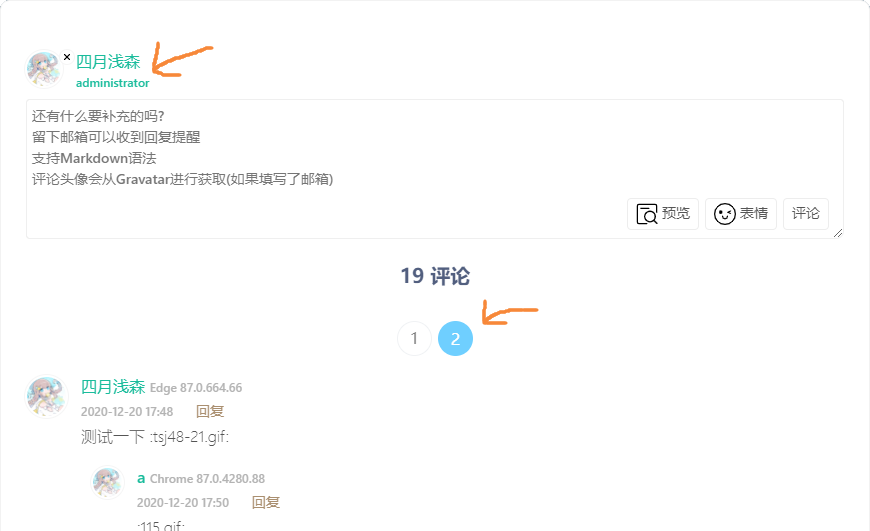 × 四月浅森
administrator
还有什么要补充的吗?
留下邮箱可以收到回复提醒
支持Markdown语法
评论头像会从Gravatar进行获取(如果填写了邮箱)
预览 表情 评论
19 评论
1 2
四月浅森 Edge 87.0.664.66
2020-12-20 17:48 回复
测试一下 :tsj48-21.gif:
a Chrome 87.0.4280.88
2020-12-20 17:50 回复
:115.gif: